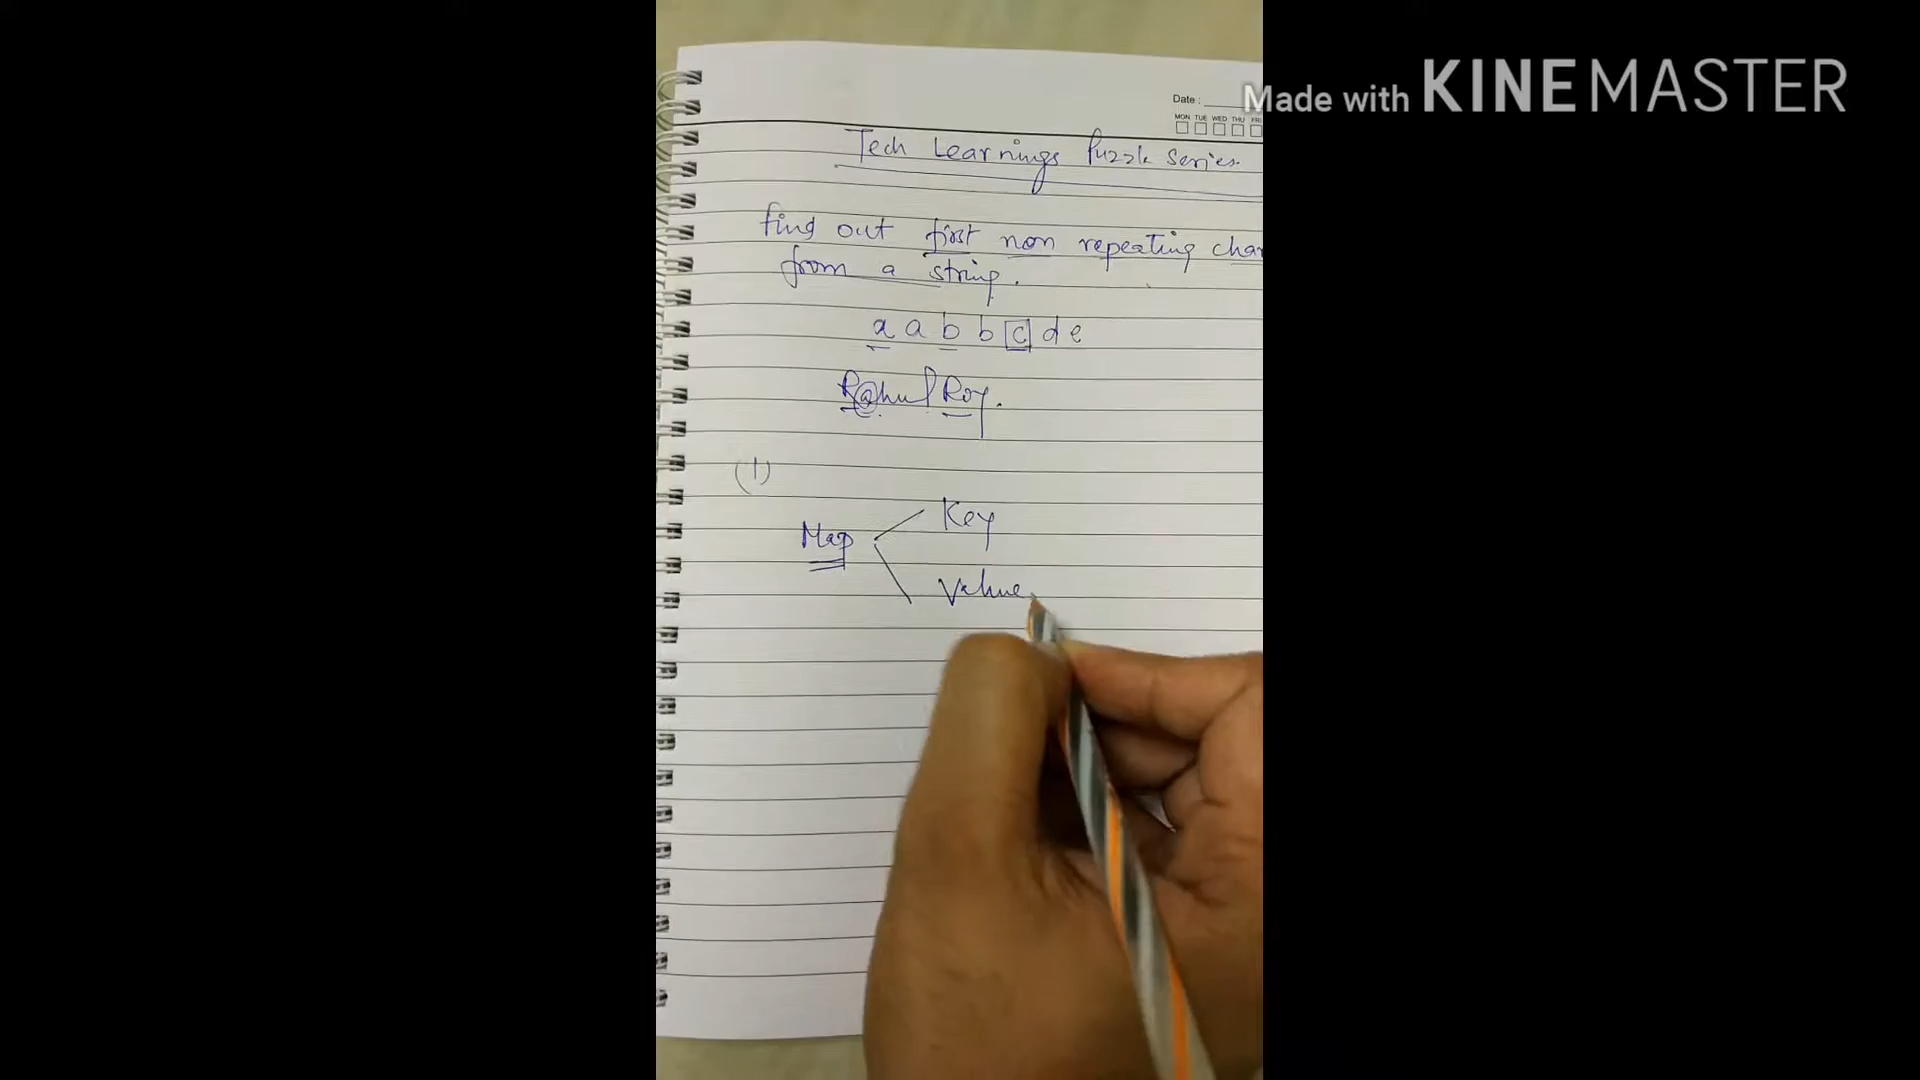 Made with KINEMASTER
Date :
MON TUE WED THU FRI
Tech Learnings Puzzle Series.
find out first non repeating char
from a string.
a a b b c d e
Rahul Roy.
(1)
Key
Map
Value